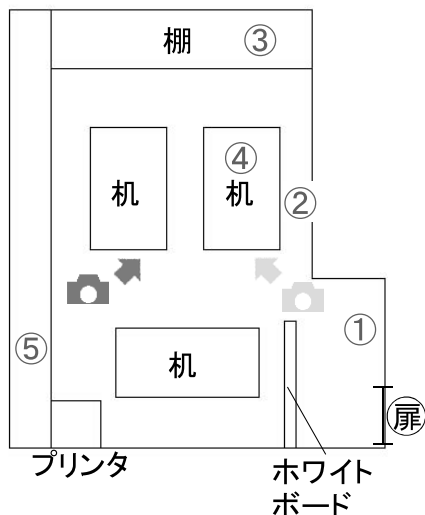 棚 ③
④
机 机
②
①
⑤
机
扉
プリンタ
ホワイト
ボード